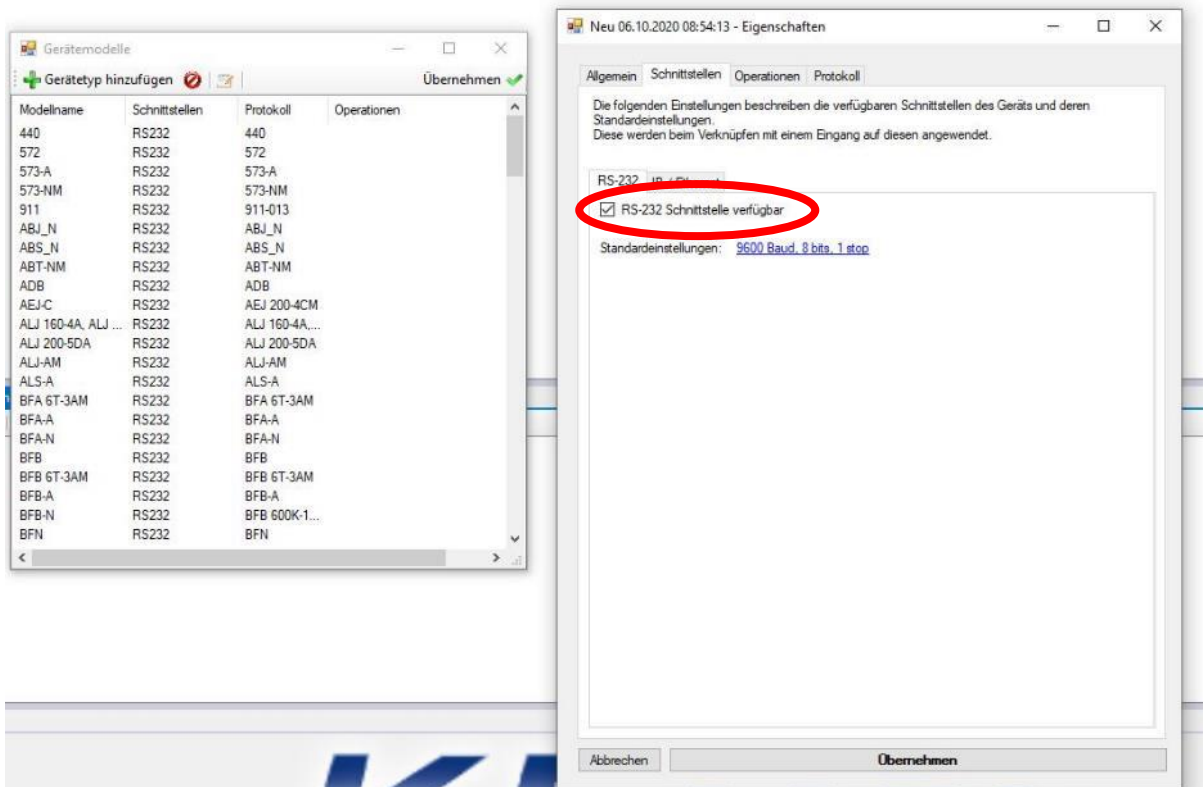 Gerätemodelle
Gerätetyp hinzufügen Übernehmen
Modellname Schnittstellen Protokoll Operationen
440 RS232 440
572 RS232 572
573-A RS232 573-A
573-NM RS232 573-NM
911 RS232 911-013
ABJ_N RS232 ABJ_N
ABS_N RS232 ABS_N
ABT-NM RS232 ABT-NM
ADB RS232 ADB
AEJ-C RS232 AEJ 200-4CM
ALJ 160-4A, ALJ ... RS232 ALJ 160-4A,...
ALJ 200-5DA RS232 ALJ 200-5DA
ALJ-AM RS232 ALJ-AM
ALS-A RS232 ALS-A
BFA 6T-3AM RS232 BFA 6T-3AM
BFA-A RS232 BFA-A
BFA-N RS232 BFA-N
BFB RS232 BFB
BFB 6T-3AM RS232 BFB 6T-3AM
BFB-A RS232 BFB-A
BFB-N RS232 BFB 600K-1...
BFN RS232 BFN
Neu 06.10.2020 08:54:13 - Eigenschaften
Allgemein Schnittstellen Operationen Protokoll
Die folgenden Einstellungen beschreiben die verfügbaren Schnittstellen des Geräts und deren
Standardeinstellungen.
Diese werden beim Verknüpfen mit einem Eingang auf diesen angewendet.
RS-232
RS-232 Schnittstelle verfügbar
Standardeinstellungen: 9600 Baud, 8 bits, 1 stop
Abbrechen Übernehmen